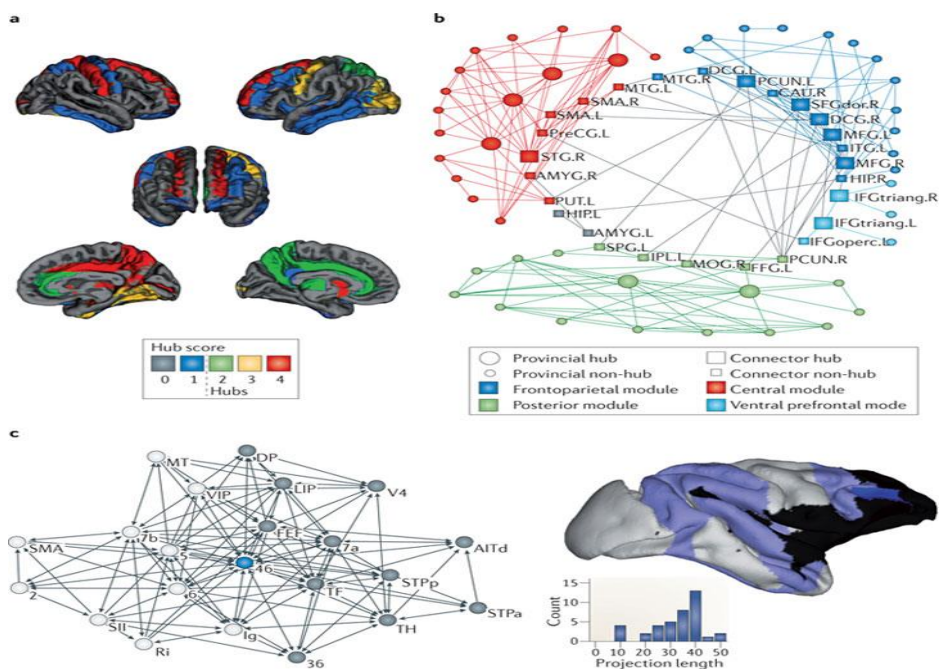 a
Hub score
0 1 2 3 4
Hubs
b
DCG.L
MTG.R
PCUN.L
MTG.L
CAU.R
SMA.R
SFGdor.R
SMA.L
DCG.R
PreCG.L
MFG.L
ITG.L
STG.R
MFG.R
AMYG.R
HIP.R
PUT.L
IFGtriang.R
HIP.L
IFGtriang.L
AMYG.L
IFGoperc.L
SPG.L
IPL.L
MOG.R
FFG.L
PCUN.R
Provincial hub
Connector hub
Provincial non-hub
Connector non-hub
Frontoparietal module
Central module
Posterior module
Ventral prefrontal mode
c
MT
DP
VIP
LIP
V4
FEF
7b
7a
SMA
5
AITd
46
STPp
2
6
TF
STPa
SII
Ig
TH
Ri
36
Count
15
10
5
0
0 10 20 30 40 50
Projection length